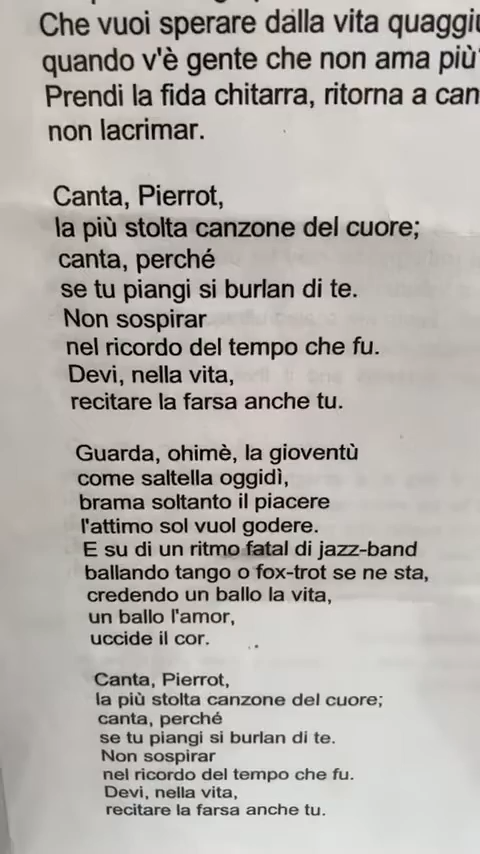 Che vuoi sperare dalla vita quaggiù
quando v'è gente che non ama più
Prendi la fida chitarra, ritorna a can
non lacrimar.
Canta, Pierrot,
la più stolta canzone del cuore;
canta, perché
se tu piangi si burlan di te.
Non sospirar
nel ricordo del tempo che fu.
Devi, nella vita,
recitare la farsa anche tu.
Guarda, ohimè, la gioventù
come saltella oggidì,
brama soltanto il piacere
l'attimo sol vuol godere.
E su di un ritmo fatal di jazz-band
ballando tango o fox-trot se ne sta,
credendo un ballo la vita,
un ballo l'amor,
uccide il cor.
Canta, Pierrot,
la più stolta canzone del cuore;
canta, perché
se tu piangi si burlan di te.
Non sospirar
nel ricordo del tempo che fu.
Devi, nella vita,
recitare la farsa anche tu.